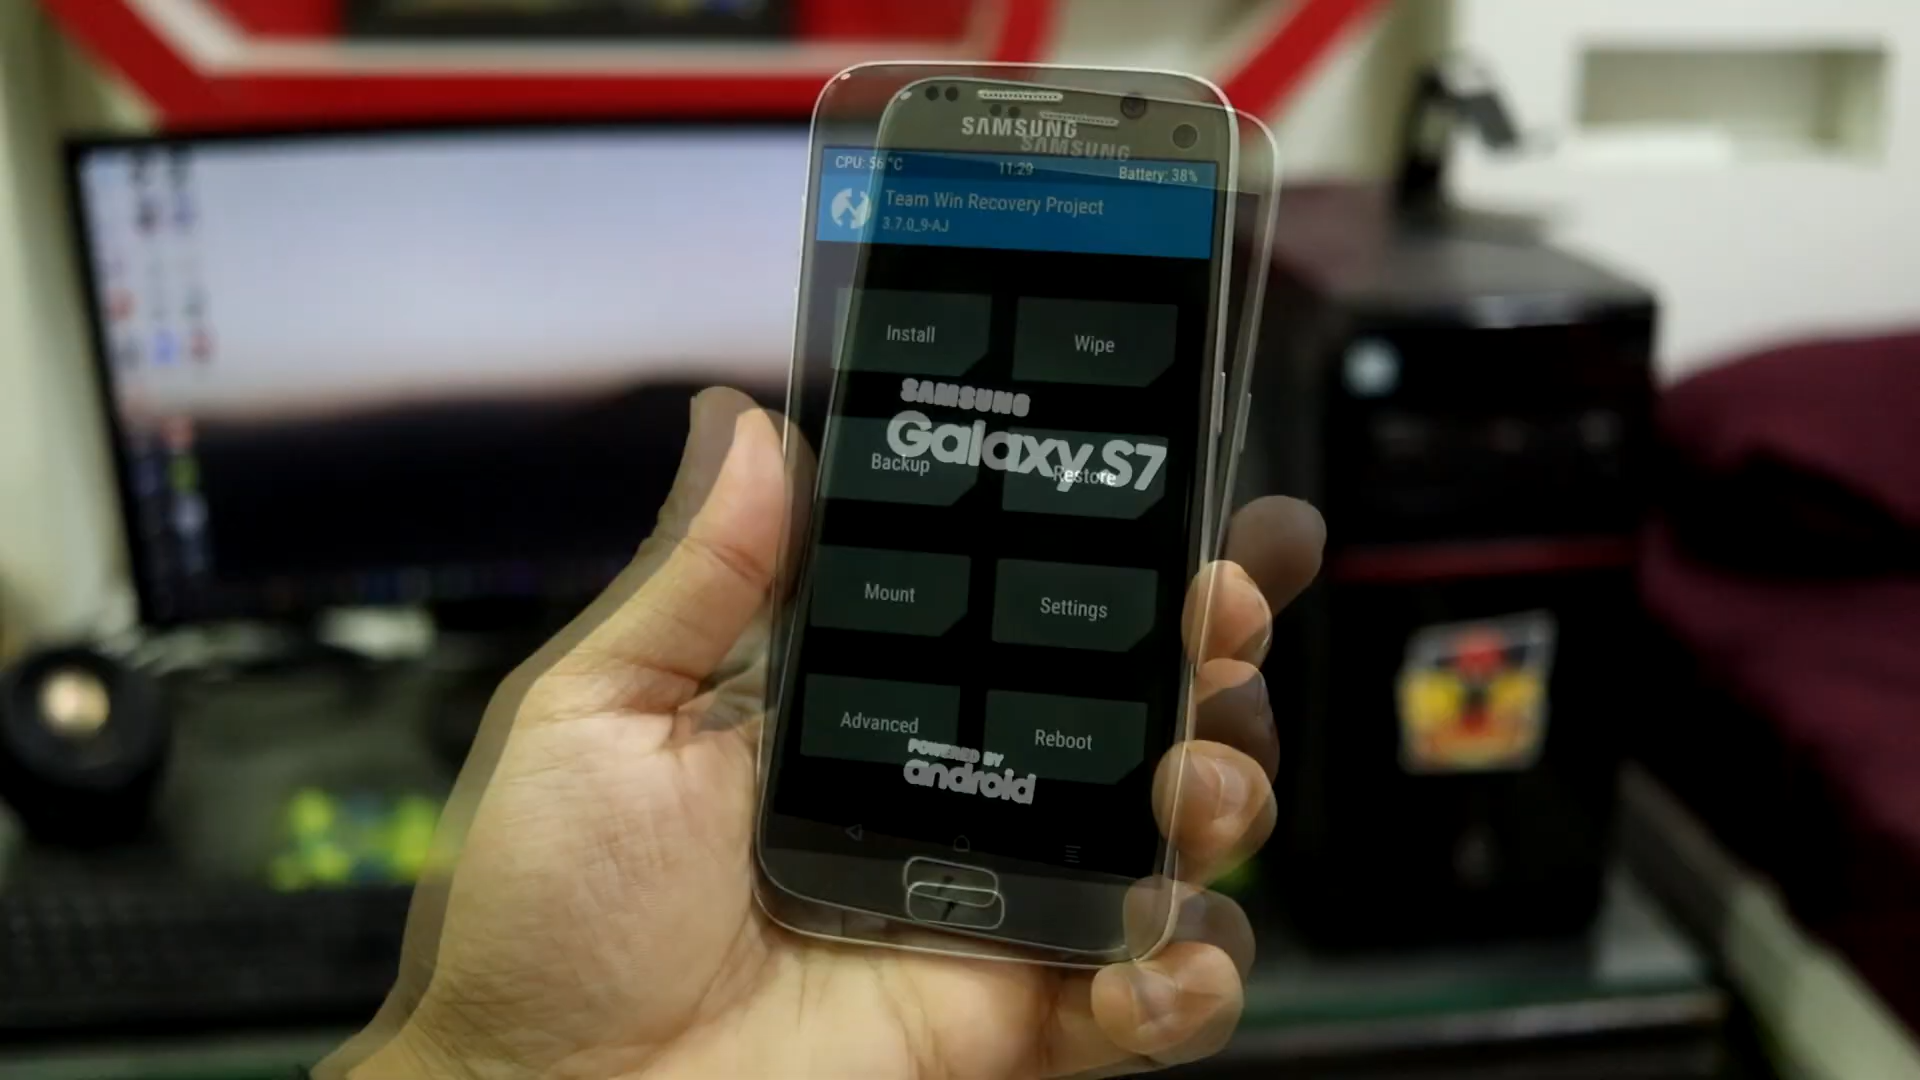 SAMSUNG
SAMSUNG
CPU: 56 °C 11:29 Battery: 38%
Team Win Recovery Project
3.7.0_9-AJ
Install Wipe
SAMSUNG
Galaxy S7
Backup Restore
Mount Settings
Advanced Reboot
POWERED BY
android